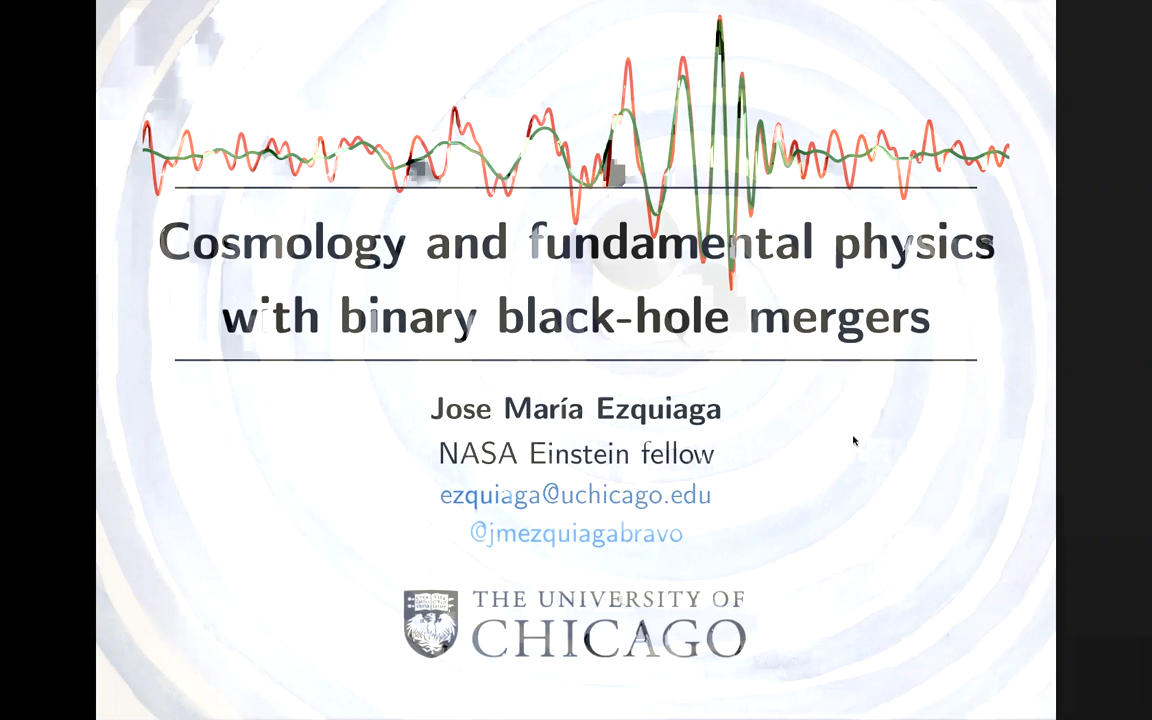 Cosmology and fundamental physics
with binary black-hole mergers
Jose María Ezquiaga
NASA Einstein fellow
ezquiaga@uchicago.edu
@jmezquiagabravo
THE UNIVERSITY OF
CHICAGO